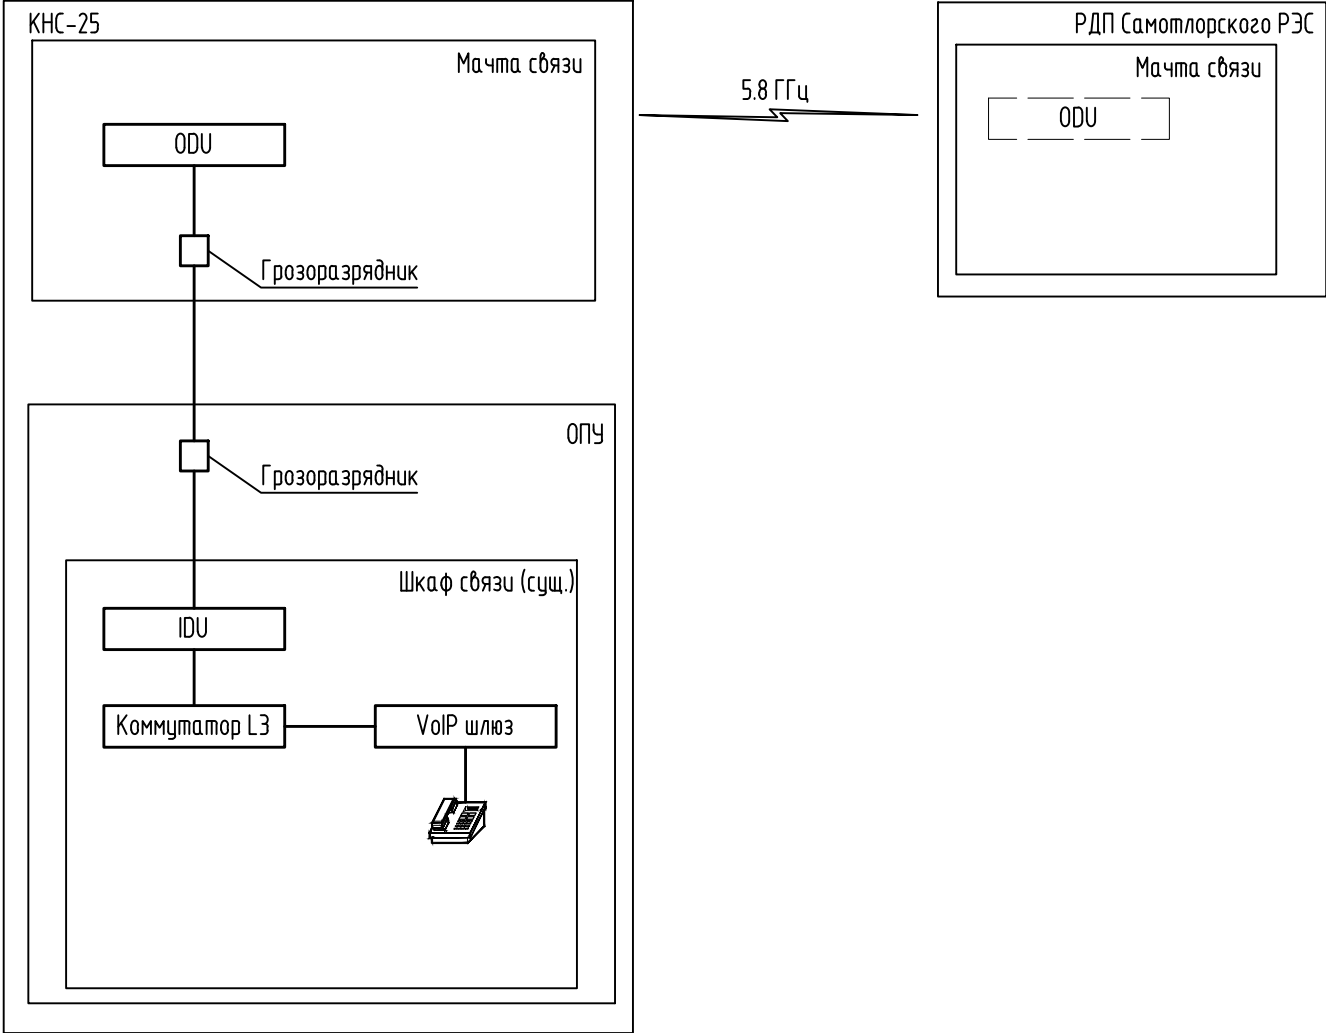 КНС-25
Мачта связи
ODU
Грозоразрядник
5.8 ГГц
РДП Самотлорского РЭС
Мачта связи
ODU
ОПУ
Грозоразрядник
Шкаф связи (сущ.)
IDU
Коммутатор L3
VoIP шлюз